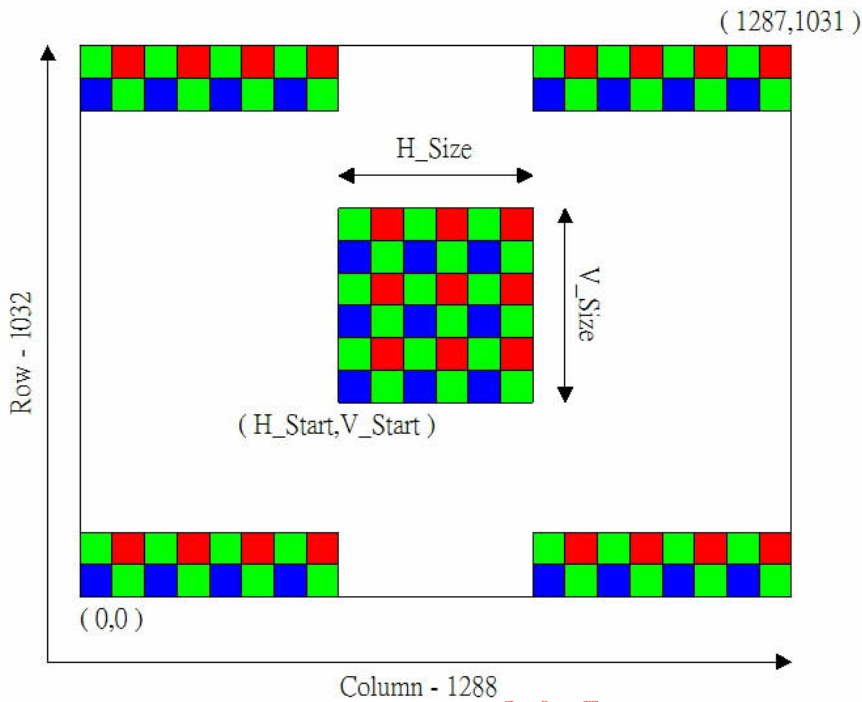 ( 1287,1031 )
H_Size
V_Size
Row - 1032
( H_Start,V_Start )
( 0,0 )
Column - 1288